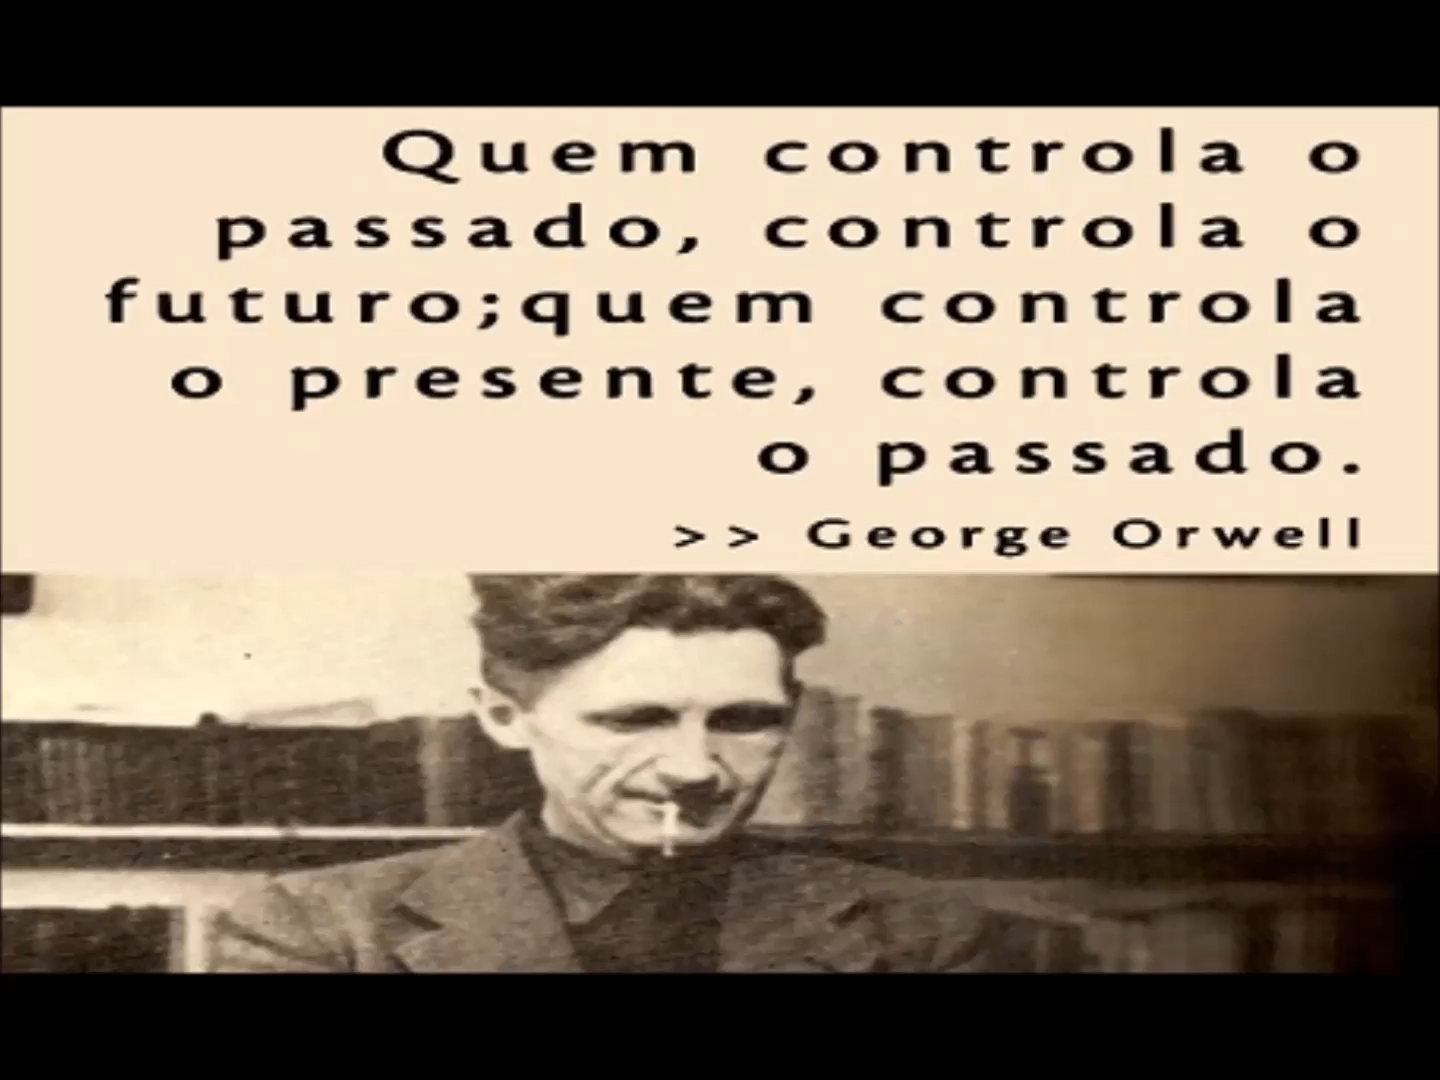 Quem controla o
passado, controla o
futuro;quem controla
o presente, controla
o passado.
>> George Orwell